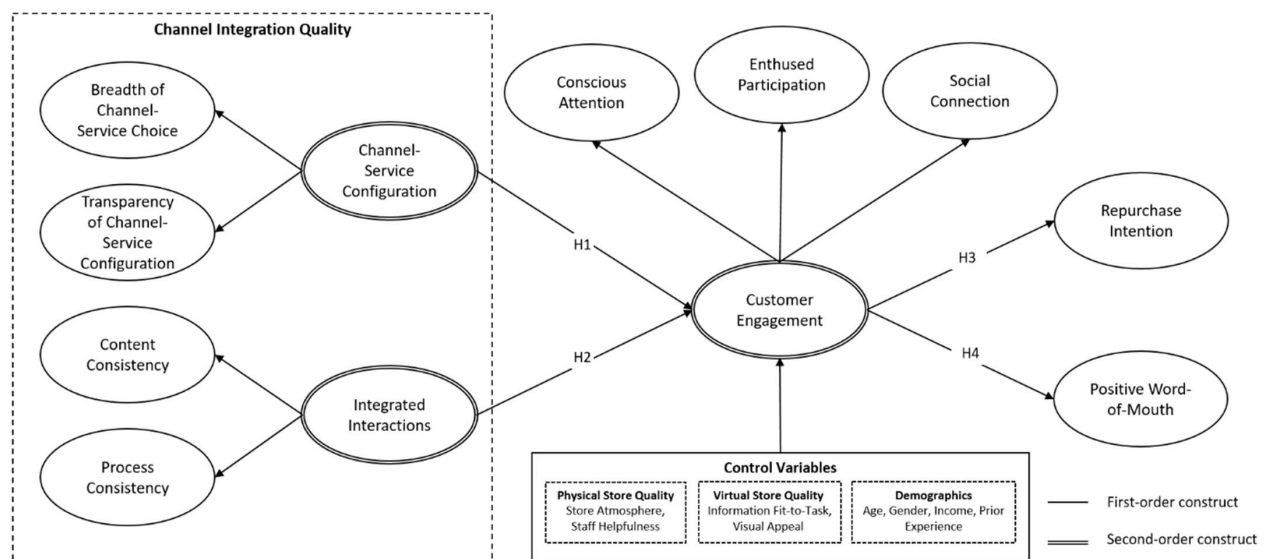 Channel Integration Quality
Breadth of
Channel-
Service Choice
Transparency
of Channel-
Service
Configuration
Channel-
Service
Configuration
Content
Consistency
Process
Consistency
Integrated
Interactions
H1
H2
Conscious
Attention
Enthused
Participation
Social
Connection
Customer
Engagement
H3
H4
Repurchase
Intention
Positive Word-
of-Mouth
Control Variables
Physical Store Quality
Store Atmosphere,
Staff Helpfulness
Virtual Store Quality
Information Fit-to-Task,
Visual Appeal
Demographics
Age, Gender, Income, Prior
Experience
First-order construct
Second-order construct